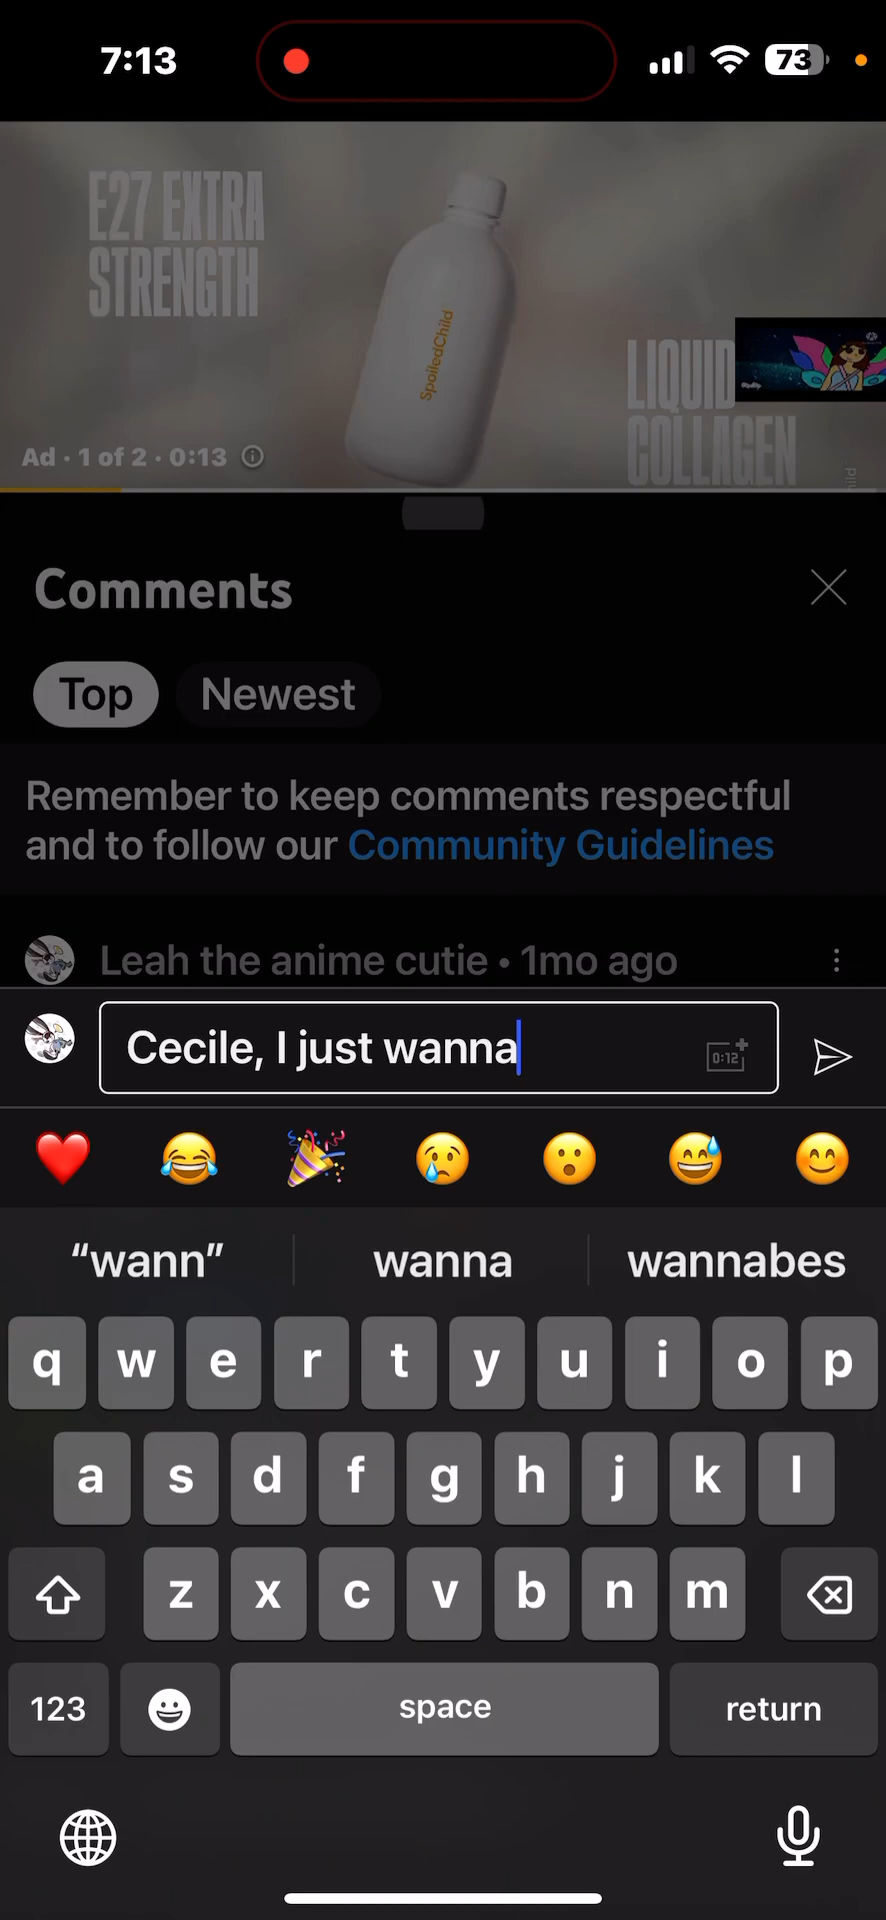 7:13
73
E27 EXTRA
STRENGTH
SpoiledChild
LIQUID
COLLAGEN
Ad · 1 of 2 · 0:13
Comments
Top
Newest
Remember to keep comments respectful
and to follow our Community Guidelines
Leah the anime cutie • 1mo ago
Cecile, I just wanna
0:12
“wann”
wanna
wannabes
q w e r t y u i o p
a s d f g h j k l
z x c v b n m
123
space
return